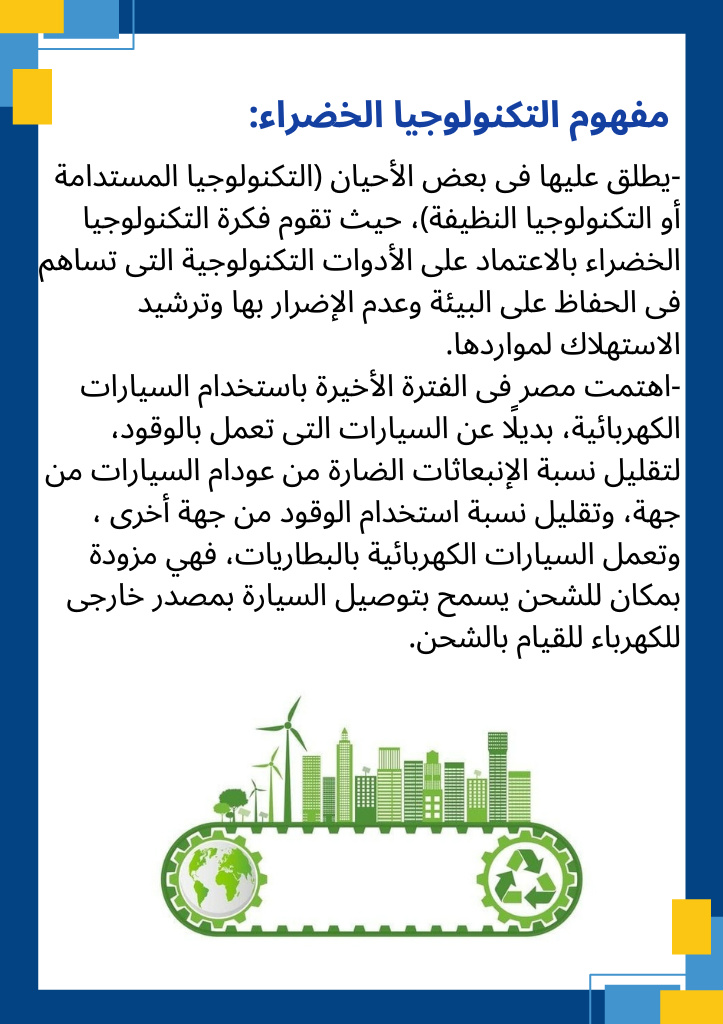 مفهوم التكنولوجيا الخضراء:
-يطلق عليها فى بعض الأحيان (التكنولوجيا المستدامة
أو التكنولوجيا النظيفة)، حيث تقوم فكرة التكنولوجيا
الخضراء بالاعتماد على الأدوات التكنولوجية التى تساهم
فى الحفاظ على البيئة وعدم الإضرار بها وترشيد
الاستهلاك لمواردها.
-اهتمت مصر فى الفترة الأخيرة باستخدام السيارات
الكهربائية، بديلًا عن السيارات التى تعمل بالوقود،
لتقليل نسبة الإنبعاثات الضارة من عودام السيارات من
جهة، وتقليل نسبة استخدام الوقود من جهة أخرى ،
وتعمل السيارات الكهربائية بالبطاريات، فهي مزودة
بمكان للشحن يسمح بتوصيل السيارة بمصدر خارجى
للكهرباء للقيام بالشحن.